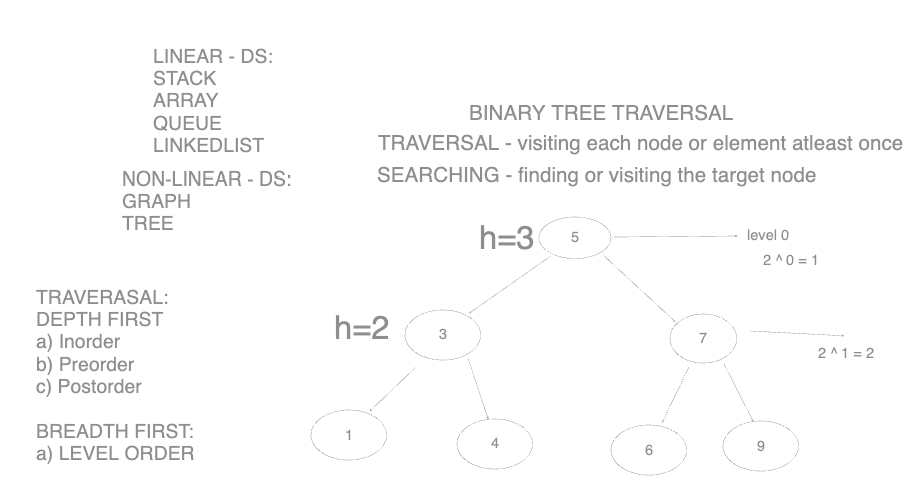 LINEAR - DS:
STACK
ARRAY
QUEUE
LINKEDLIST
NON-LINEAR - DS:
GRAPH
TREE
BINARY TREE TRAVERSAL
TRAVERSAL - visiting each node or element atleast once
SEARCHING - finding or visiting the target node
h=3
5
level 0
2 ^ 0 = 1
h=2
3
7
2 ^ 1 = 2
1
4
6
9
TRAVERASAL:
DEPTH FIRST
a) Inorder
b) Preorder
c) Postorder
BREADTH FIRST:
a) LEVEL ORDER